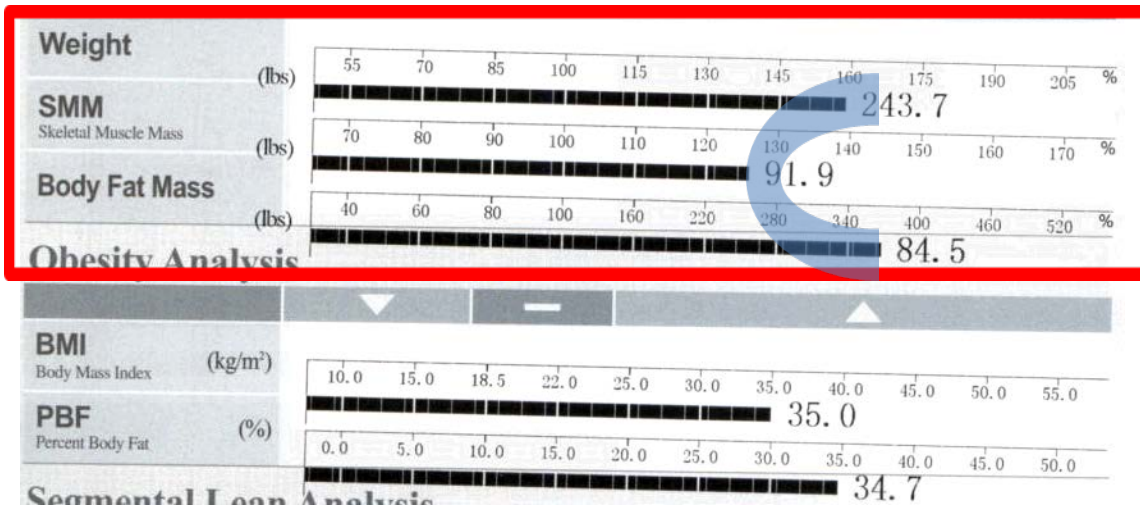 Weight
(lbs) 55 70 85 100 115 130 145 160 175 190 205 %
243.7
SMM
Skeletal Muscle Mass
(lbs) 70 80 90 100 110 120 130 140 150 160 170 %
91.9
Body Fat Mass
(lbs) 40 60 80 100 160 220 280 340 400 460 520 %
84.5
Obesity Analysis
BMI
Body Mass Index (kg/m²)
10.0 15.0 18.5 22.0 25.0 30.0 35.0 40.0 45.0 50.0 55.0
35.0
PBF
Percent Body Fat (%)
0.0 5.0 10.0 15.0 20.0 25.0 30.0 35.0 40.0 45.0 50.0
34.7
Segmental Lean Analysis